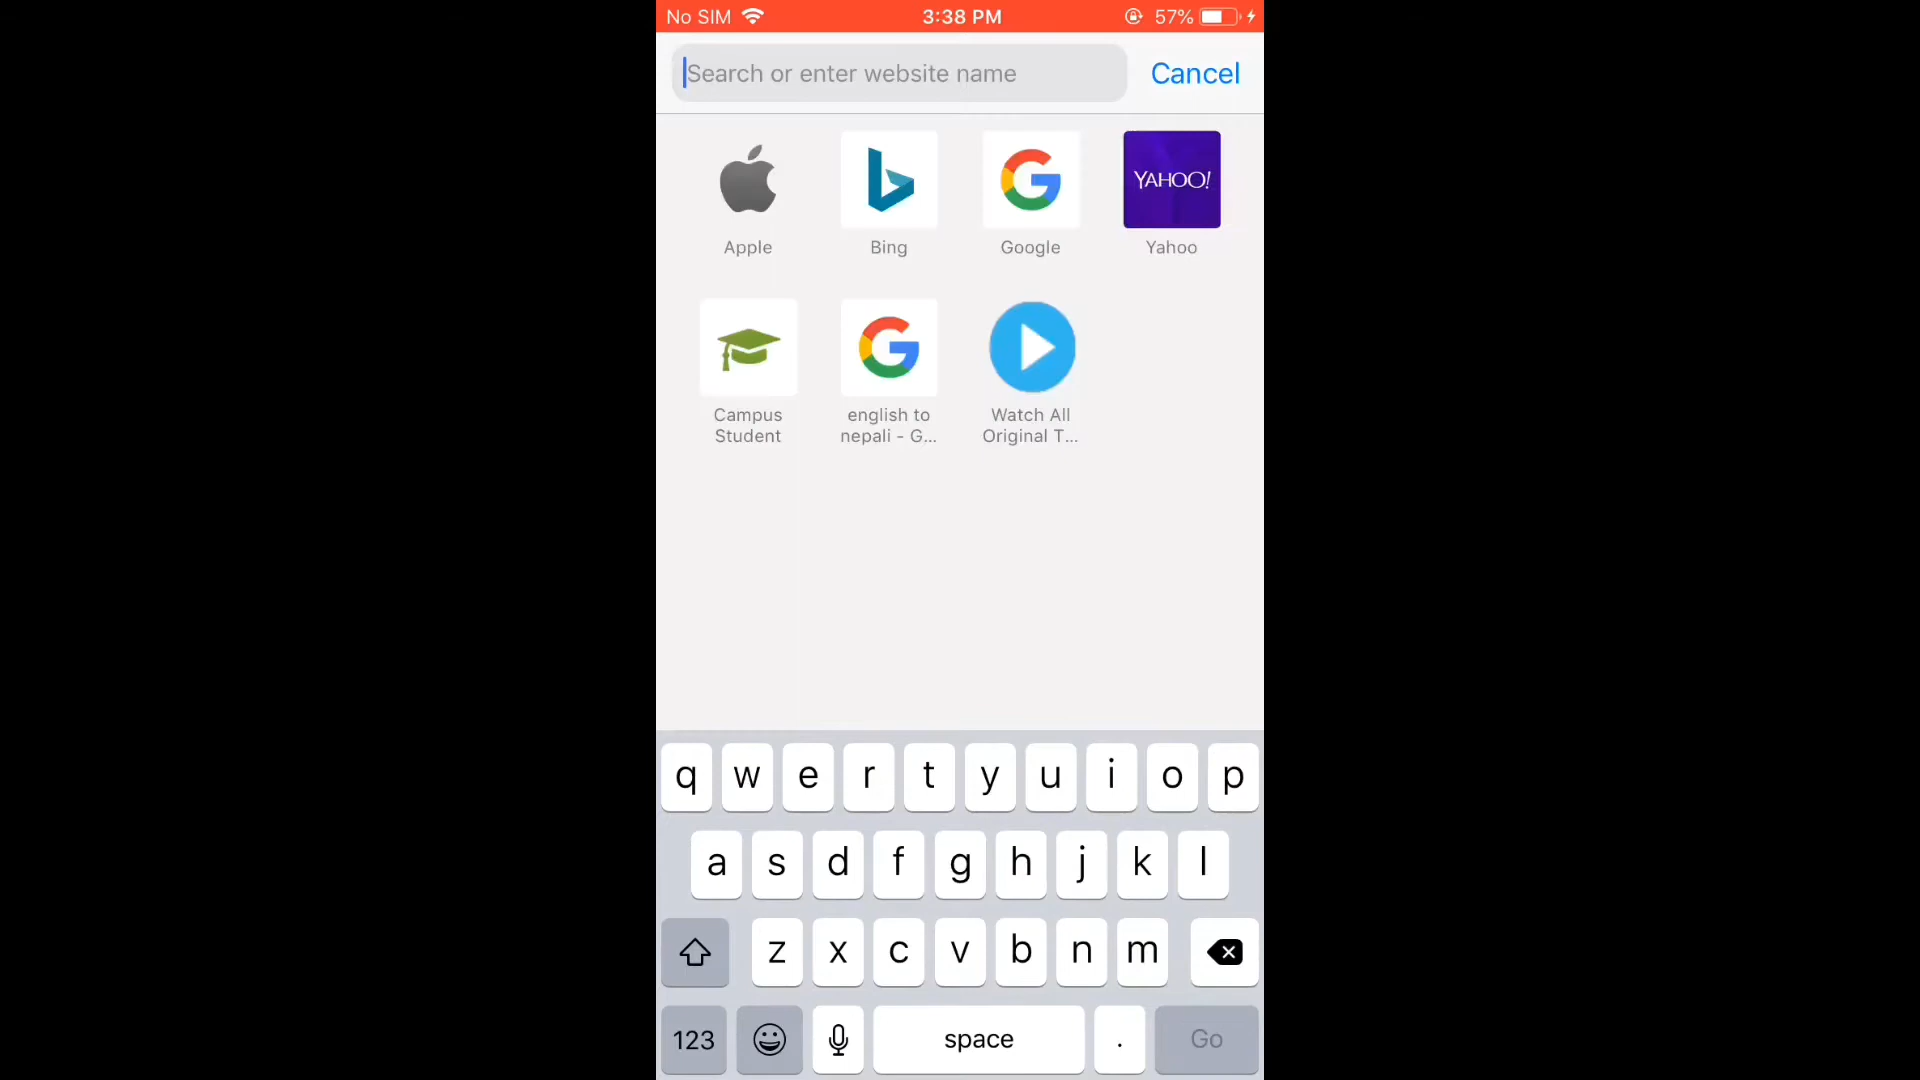 No SIM 3:38 PM 57%
Search or enter website name Cancel
YAHOO!
Apple Bing Google Yahoo
Campus english to Watch All
Student nepali - G... Original T...
q w e r t y u i o p
a s d f g h j k l
z x c v b n m
123 space . Go